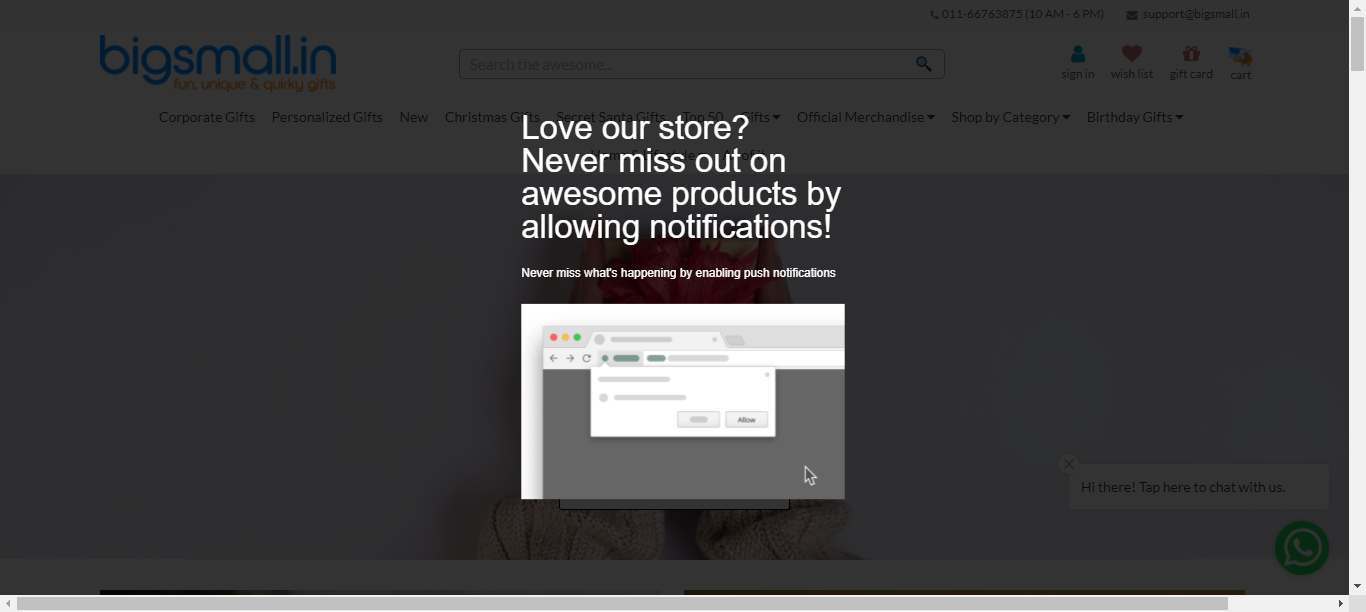 011-66763875 (10 AM - 6 PM) support@bigsmall.in
bigsmall.in
fun, unique & quirky gifts
Search the awesome...
sign in wish list gift card cart
Corporate Gifts Personalized Gifts New Christmas Gifts Secret Santa Gifts Top 50 Gifts Official Merchandise Shop by Category Birthday Gifts
Love our store?
Never miss out on
awesome products by
allowing notifications!
Never miss what's happening by enabling push notifications
Allow
Hi there! Tap here to chat with us.